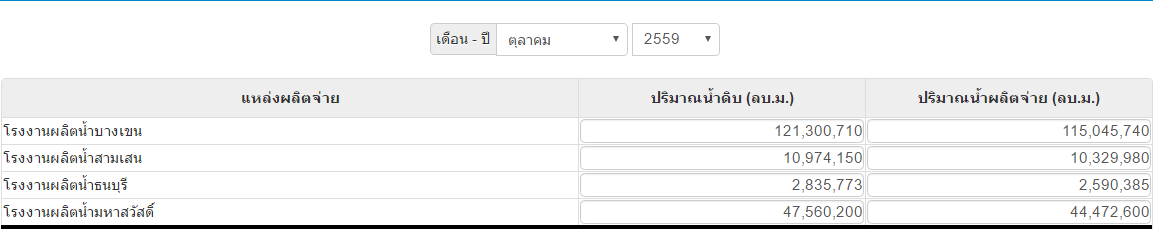 เดือน - ปี ตุลาคม 2559
แหล่งผลิตจ่าย ปริมาณน้ำดิบ (ลบ.ม.) ปริมาณน้ำผลิตจ่าย (ลบ.ม.)
โรงงานผลิตน้ำบางเขน 121,300,710 115,045,740
โรงงานผลิตน้ำสามเสน 10,974,150 10,329,980
โรงงานผลิตน้ำธนบุรี 2,835,773 2,590,385
โรงงานผลิตน้ำมหาสวัสดิ์ 47,560,200 44,472,600